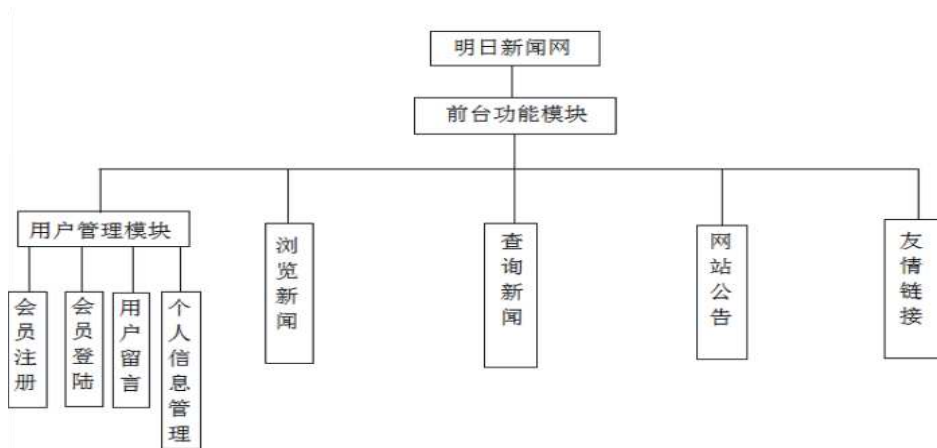 明日新闻网
前台功能模块
用户管理模块
浏览新闻
查询新闻
网站公告
友情链接
会员注册
会员登陆
用户留言
个人信息管理